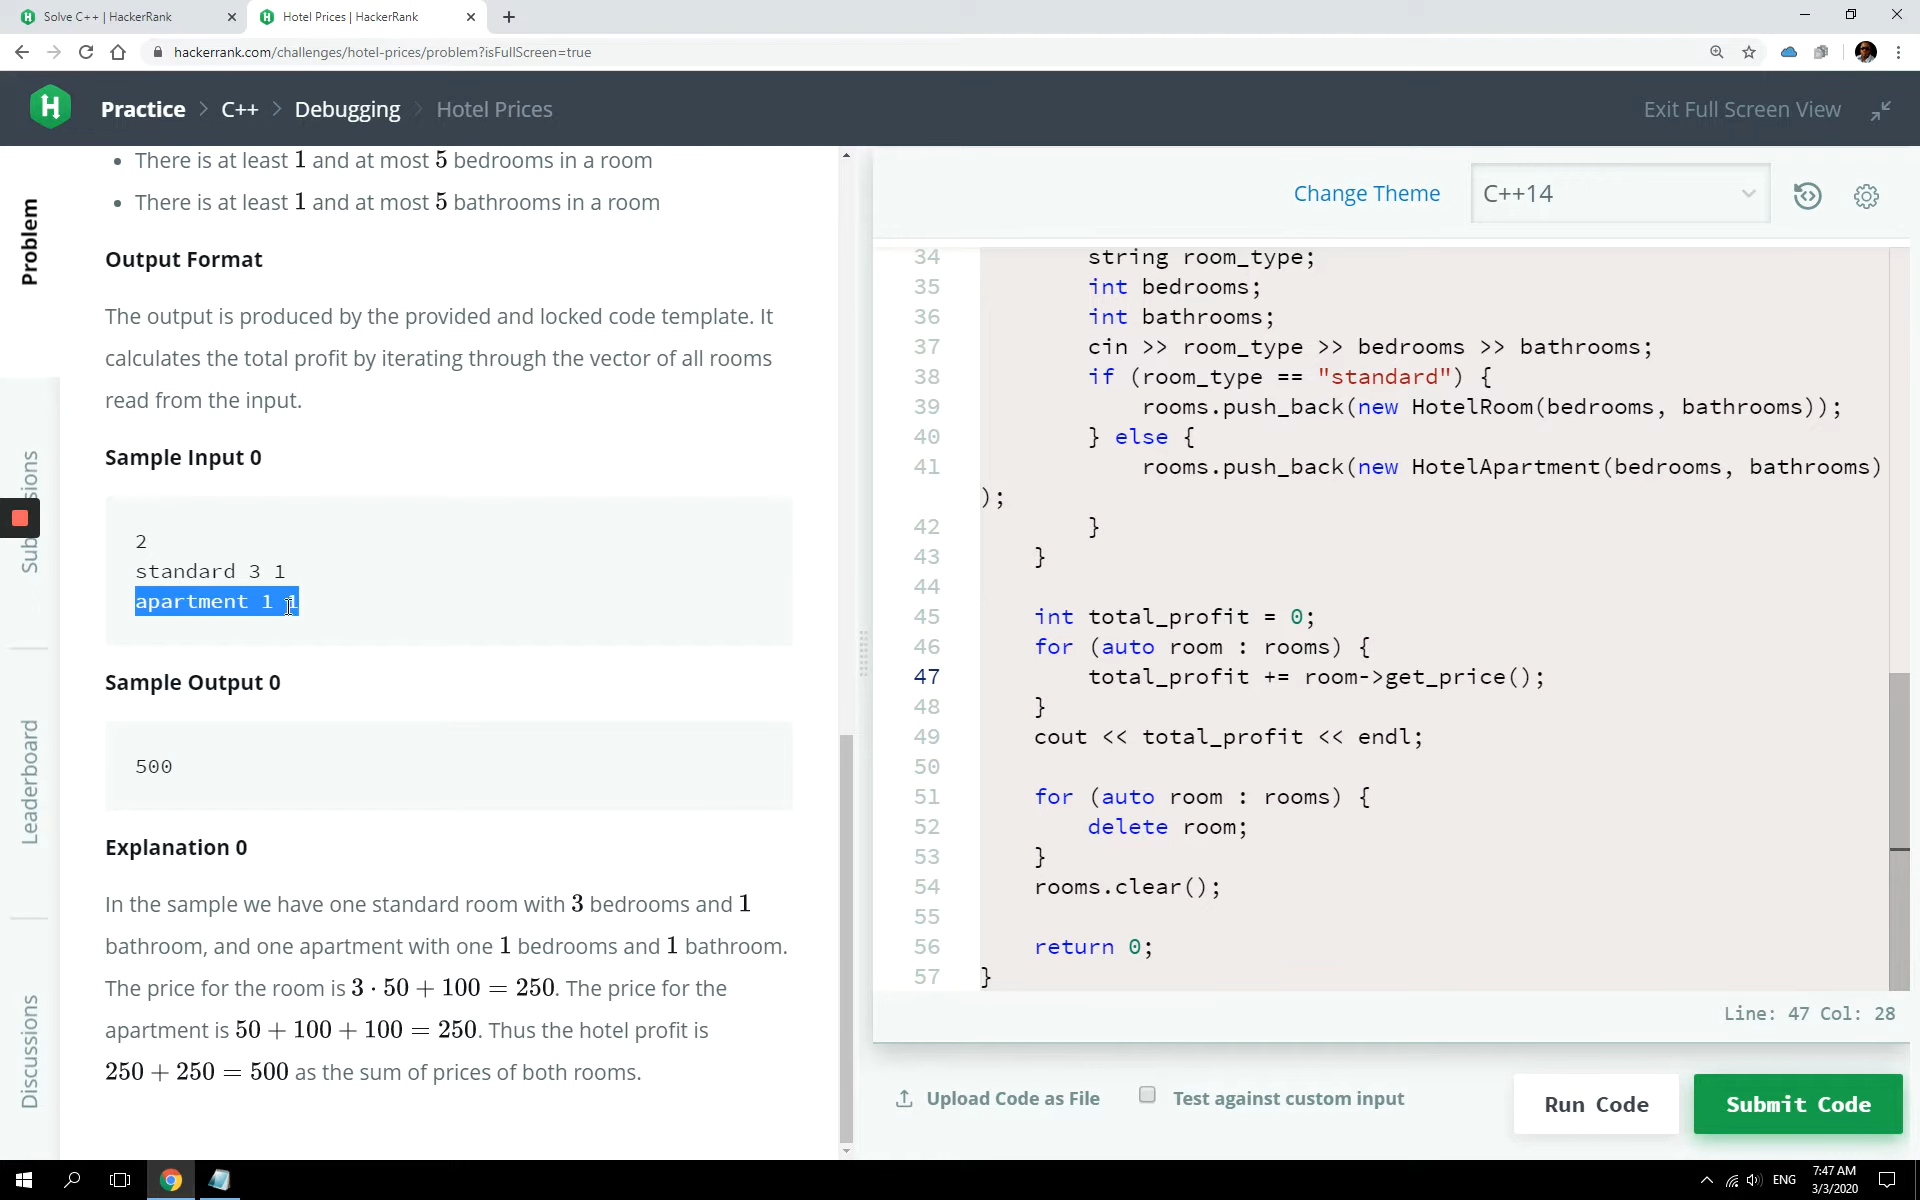 Solve C++ | HackerRank
Hotel Prices | HackerRank
hackerrank.com/challenges/hotel-prices/problem?isFullScreen=true
Practice > C++ > Debugging > Hotel Prices
Exit Full Screen View
Problem
Submissions
Leaderboard
Discussions
• There is at least 1 and at most 5 bedrooms in a room
• There is at least 1 and at most 5 bathrooms in a room
Output Format
The output is produced by the provided and locked code template. It
calculates the total profit by iterating through the vector of all rooms
read from the input.
Sample Input 0
2
standard 3 1
apartment 1 1
Sample Output 0
500
Explanation 0
In the sample we have one standard room with 3 bedrooms and 1
bathroom, and one apartment with one 1 bedrooms and 1 bathroom.
The price for the room is 3 · 50 + 100 = 250. The price for the
apartment is 50 + 100 + 100 = 250. Thus the hotel profit is
250 + 250 = 500 as the sum of prices of both rooms.
Change Theme
C++14
34 string room_type;
35 int bedrooms;
36 int bathrooms;
37 cin >> room_type >> bedrooms >> bathrooms;
38 if (room_type == "standard") {
39 rooms.push_back(new HotelRoom(bedrooms, bathrooms));
40 } else {
41 rooms.push_back(new HotelApartment(bedrooms, bathrooms)
);
42 }
43 }
44
45 int total_profit = 0;
46 for (auto room : rooms) {
47 total_profit += room->get_price();
48 }
49 cout << total_profit << endl;
50
51 for (auto room : rooms) {
52 delete room;
53 }
54 rooms.clear();
55
56 return 0;
57 }
Line: 47 Col: 28
Upload Code as File
Test against custom input
Run Code
Submit Code
ENG
7:47 AM
3/3/2020